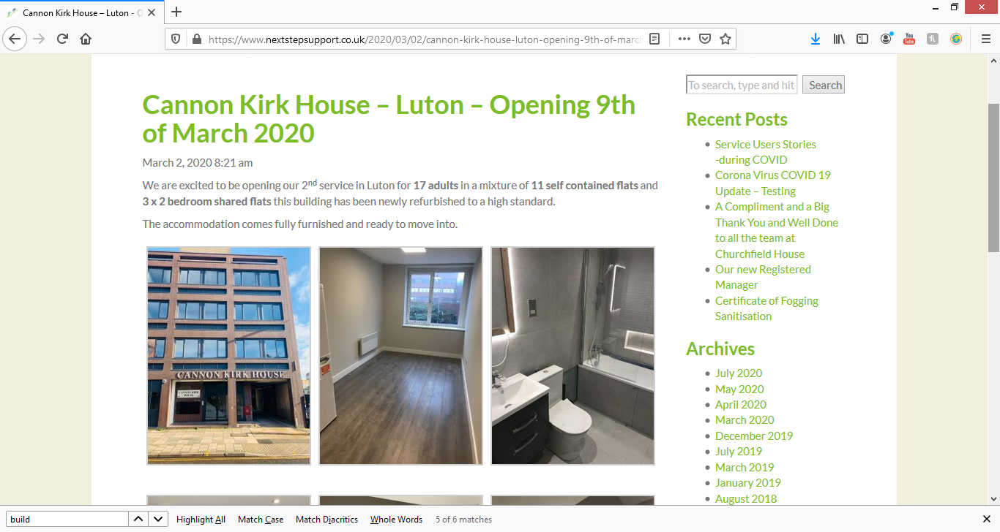 Cannon Kirk House – Luton - O
https://www.nextstepsupport.co.uk/2020/03/02/cannon-kirk-house-luton-opening-9th-of-marc
To search, type and hit
Search
Cannon Kirk House – Luton – Opening 9th
of March 2020
March 2, 2020 8:21 am
We are excited to be opening our 2nd service in Luton for 17 adults in a mixture of 11 self contained flats and
3 x 2 bedroom shared flats this building has been newly refurbished to a high standard.
The accommodation comes fully furnished and ready to move into.
CANNON KIRK HOUSE
CANNON KIRK
HOUSE
Recent Posts
Service Users Stories
-during COVID
Corona Virus COVID 19
Update – Testing
A Compliment and a Big
Thank You and Well Done
to all the team at
Churchfield House
Our new Registered
Manager
Certificate of Fogging
Sanitisation
Archives
July 2020
May 2020
April 2020
March 2020
December 2019
July 2019
March 2019
January 2019
August 2018
build
Highlight All
Match Case
Match Diacritics
Whole Words
5 of 6 matches